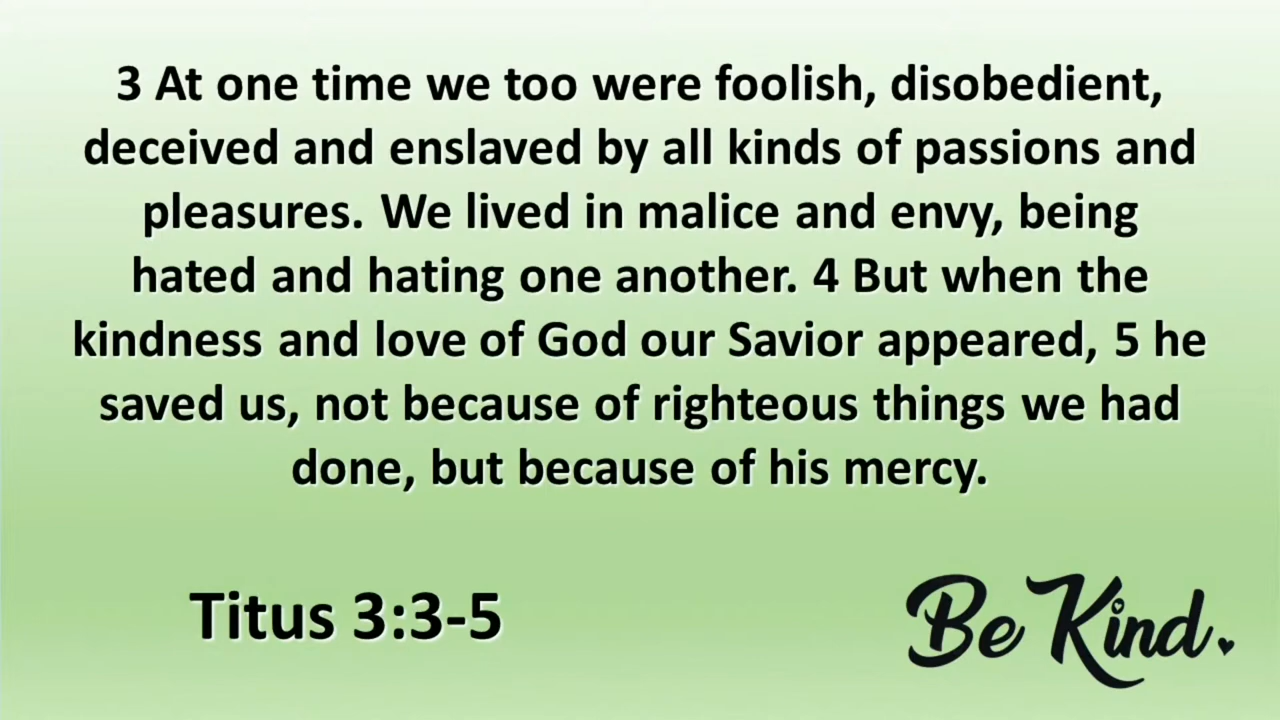 3 At one time we too were foolish, disobedient,
deceived and enslaved by all kinds of passions and
pleasures. We lived in malice and envy, being
hated and hating one another. 4 But when the
kindness and love of God our Savior appeared, 5 he
saved us, not because of righteous things we had
done, but because of his mercy.
Titus 3:3-5
Be Kind.